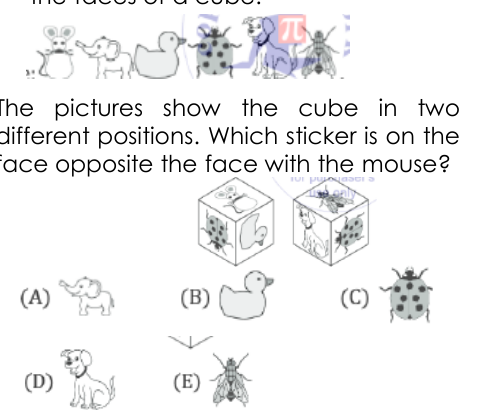 the faces of a cube.
π
The pictures show the cube in two
different positions. Which sticker is on the
face opposite the face with the mouse?
only
(A)
(B)
(C)
(D)
(E)